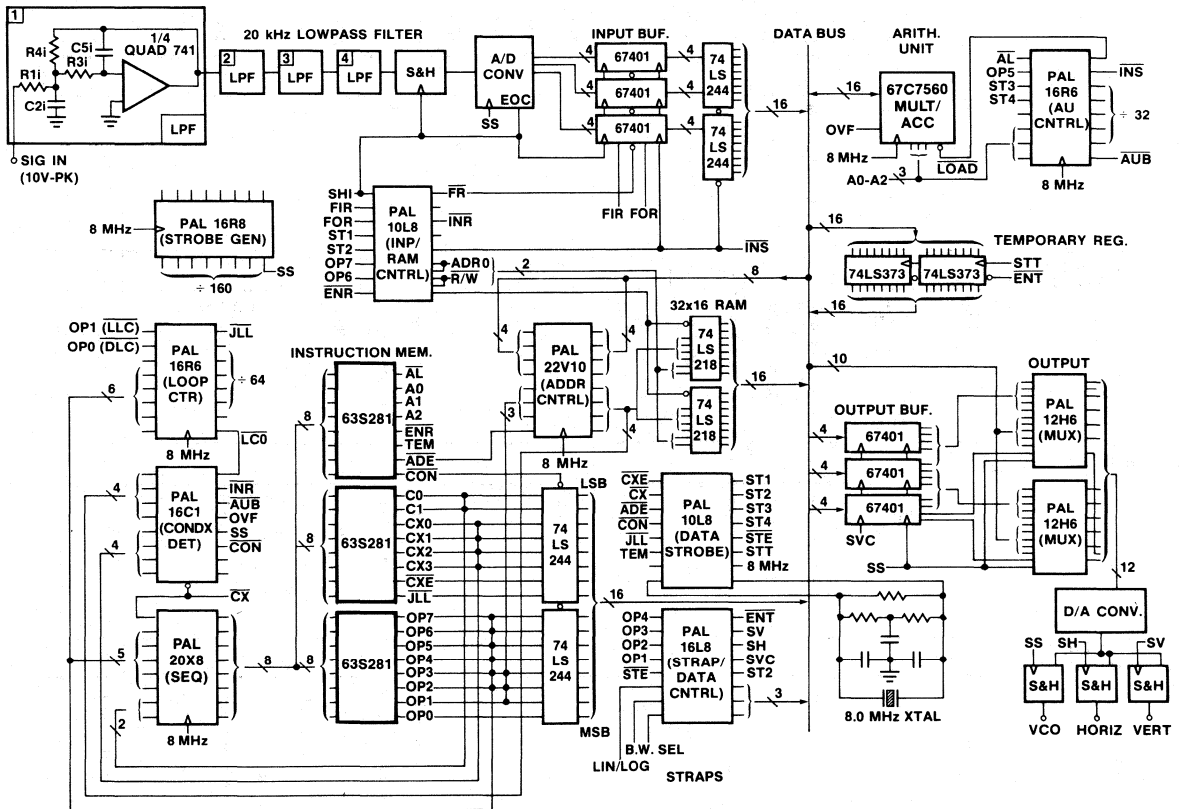 1
R4i
C5i
1/4
QUAD 741
R3i
R1i
C2i
LPF
SIG IN
(10V-PK)
20 kHz LOWPASS FILTER
2
LPF
3
LPF
4
LPF
S&H
A/D
CONV
EOC
SS
INPUT BUF.
4
4
67401
4
4
67401
4
4
67401
74
LS
244
74
LS
244
16
FIR FOR
DATA BUS
ARITH.
UNIT
16
67C7560
MULT/
ACC
OVF
8 MHz
A0-A2
3
LOAD
AL
OP5
ST3
ST4
PAL
16R6
(AU
CNTRL)
INS
÷ 32
AUB
8 MHz
8 MHz
PAL 16R8
(STROBE GEN)
SS
÷ 160
SHI
FIR
FOR
ST1
ST2
OP7
OP6
ENR
PAL
10L8
(INP/
RAM
CNTRL)
FR
INR
INS
ADR0
R/W
2
8
16
TEMPORARY REG.
74LS373
74LS373
STT
ENT
16
32x16 RAM
74
LS
218
74
LS
218
16
OP1 (LLC)
OP0 (DLC)
6
PAL
16R6
(LOOP
CTR)
JLL
÷ 64
LC0
8 MHz
INSTRUCTION MEM.
8
63S281
AL
A0
A1
A2
ENR
TEM
ADE
CON
4
4
PAL
22V10
(ADDR
CNTRL)
3
4
8 MHz
4
4
PAL
16C1
(CONDX
DET)
INR
AUB
OVF
SS
CON
CX
8
63S281
C0
C1
CX0
CX1
CX2
CX3
CXE
JLL
LSB
74
LS
244
16
5
2
PAL
20X8
(SEQ)
8 MHz
8
8
63S281
OP7
OP6
OP5
OP4
OP3
OP2
OP1
OP0
74
LS
244
MSB
CXE
CX
ADE
CON
JLL
TEM
PAL
10L8
(DATA
STROBE)
ST1
ST2
ST3
ST4
STE
STT
8 MHz
OP4
OP3
OP2
OP1
STE
PAL
16L8
(STRAP/
DATA
CNTRL)
ENT
SV
SH
SVC
ST2
3
B.W. SEL
LIN/LOG
STRAPS
8.0 MHz XTAL
10
OUTPUT BUF.
4
67401
4
67401
4
67401
SVC
SS
OUTPUT
PAL
12H6
(MUX)
PAL
12H6
(MUX)
12
D/A CONV.
SS
SH
SV
S&H
S&H
S&H
VCO
HORIZ
VERT